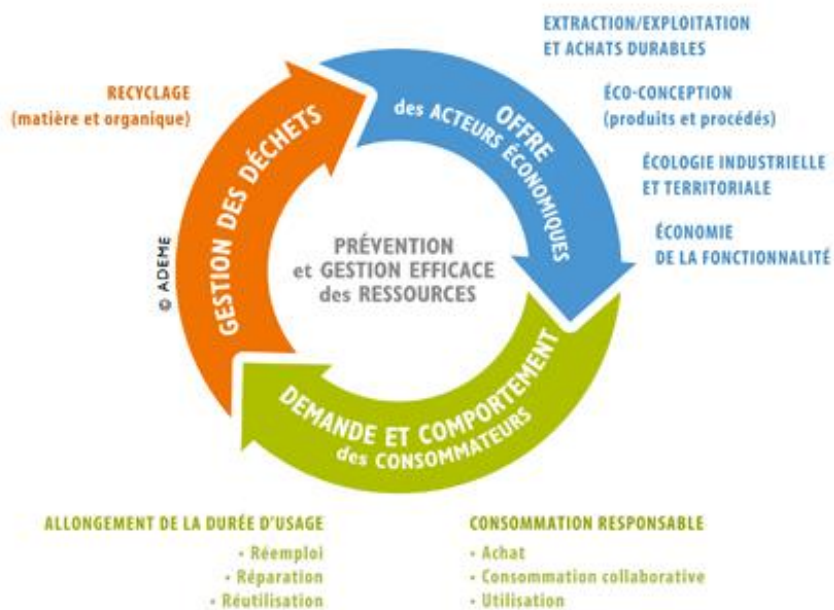 EXTRACTION/EXPLOITATION
ET ACHATS DURABLES
RECYCLAGE
(matière et organique)
ÉCO-CONCEPTION
(produits et procédés)
ÉCOLOGIE INDUSTRIELLE
ET TERRITORIALE
ÉCONOMIE
DE LA FONCTIONNALITÉ
OFFRE
des ACTEURS ÉCONOMIQUES
GESTION DES DÉCHETS
© ADEME
PRÉVENTION
et GESTION EFFICACE
des RESSOURCES
DEMANDE ET COMPORTEMENT
des CONSOMMATEURS
ALLONGEMENT DE LA DURÉE D'USAGE
• Réemploi
• Réparation
• Réutilisation
CONSOMMATION RESPONSABLE
• Achat
• Consommation collaborative
• Utilisation